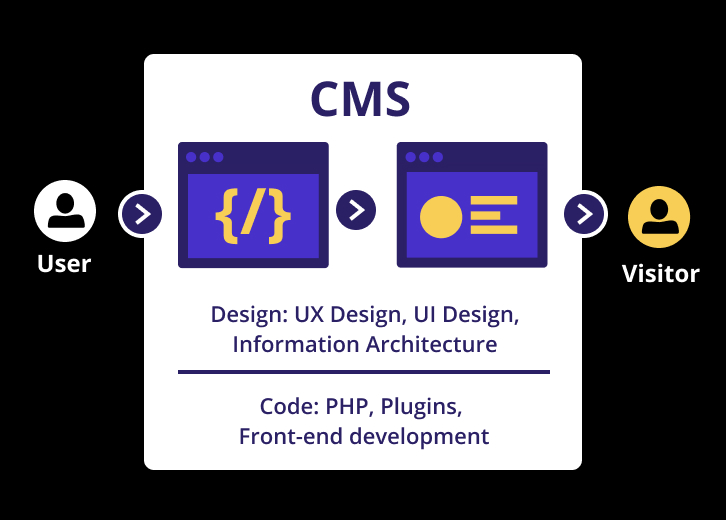 CMS
{/}
User
Visitor
Design: UX Design, UI Design,
Information Architecture
Code: PHP, Plugins,
Front-end development